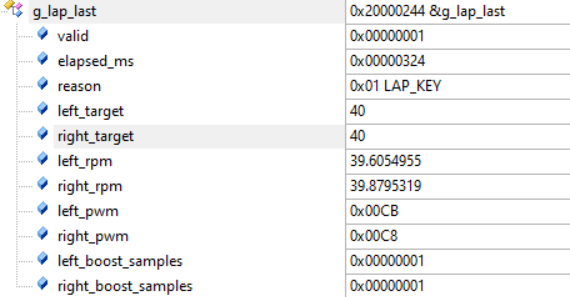 g_lap_last 0x20000244 &g_lap_last
valid 0x00000001
elapsed_ms 0x00000324
reason 0x01 LAP_KEY
left_target 40
right_target 40
left_rpm 39.6054955
right_rpm 39.8795319
left_pwm 0x00CB
right_pwm 0x00C8
left_boost_samples 0x00000001
right_boost_samples 0x00000001